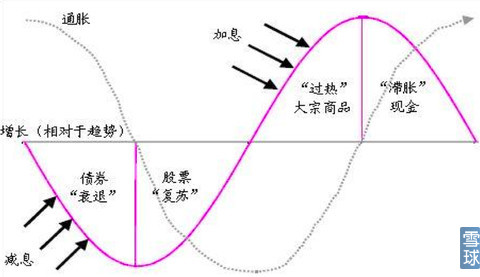 通胀
加息
“过热”
大宗商品
“滞胀”
现金
增长（相对于趋势）
债券
“衰退”
股票
“复苏”
减息
雪球